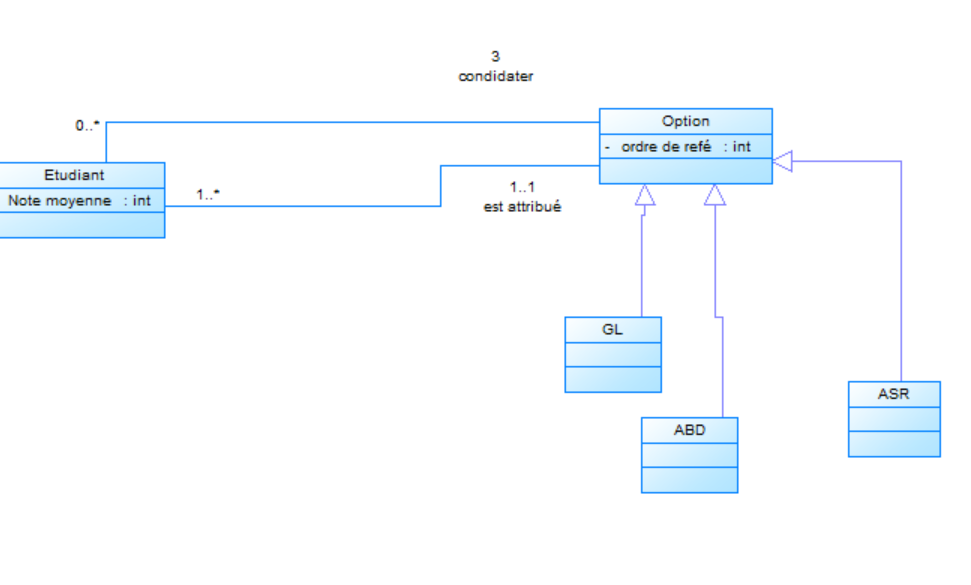 3
condidater
0..*
Option
- ordre de refé : int
Etudiant
Note moyenne : int
1..*
1..1
est attribué
GL
ASR
ABD